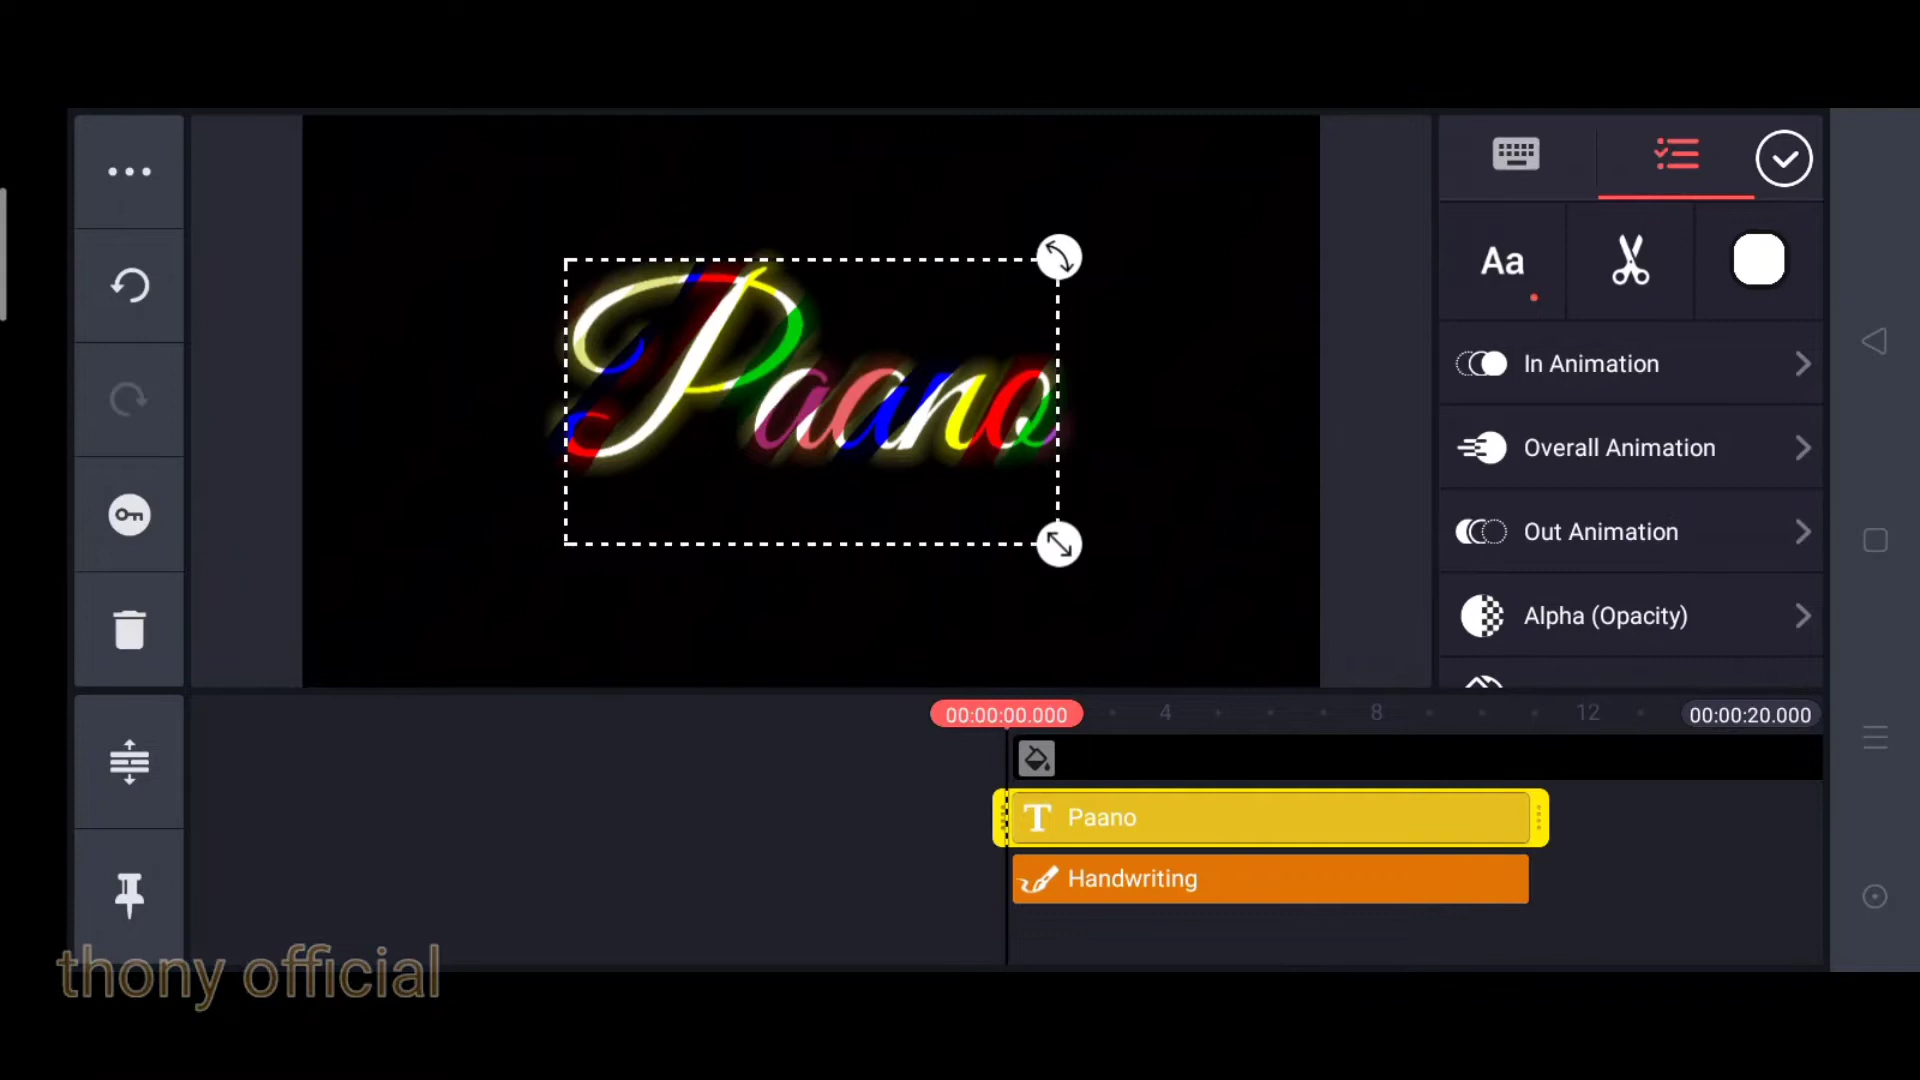 Paano
Aa
In Animation
Overall Animation
Out Animation
Alpha (Opacity)
00:00:00.000
4
8
12
00:00:20.000
T Paano
Handwriting
thony official